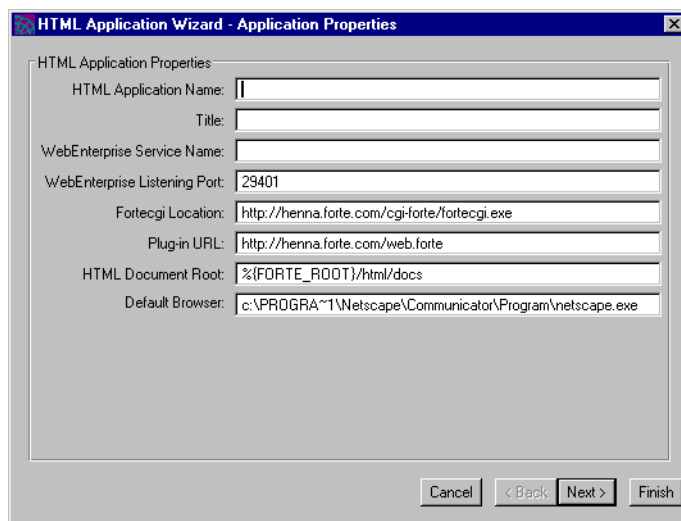 HTML Application Wizard - Application Properties
HTML Application Properties
HTML Application Name:
Title:
WebEnterprise Service Name:
WebEnterprise Listening Port: 29401
Fortecgi Location: http://henna.forte.com/cgi-forte/fortecgi.exe
Plug-in URL: http://henna.forte.com/web.forte
HTML Document Root: %{FORTE_ROOT}/html/docs
Default Browser: c:\PROGRA~1\Netscape\Communicator\Program\netscape.exe
Cancel < Back Next > Finish